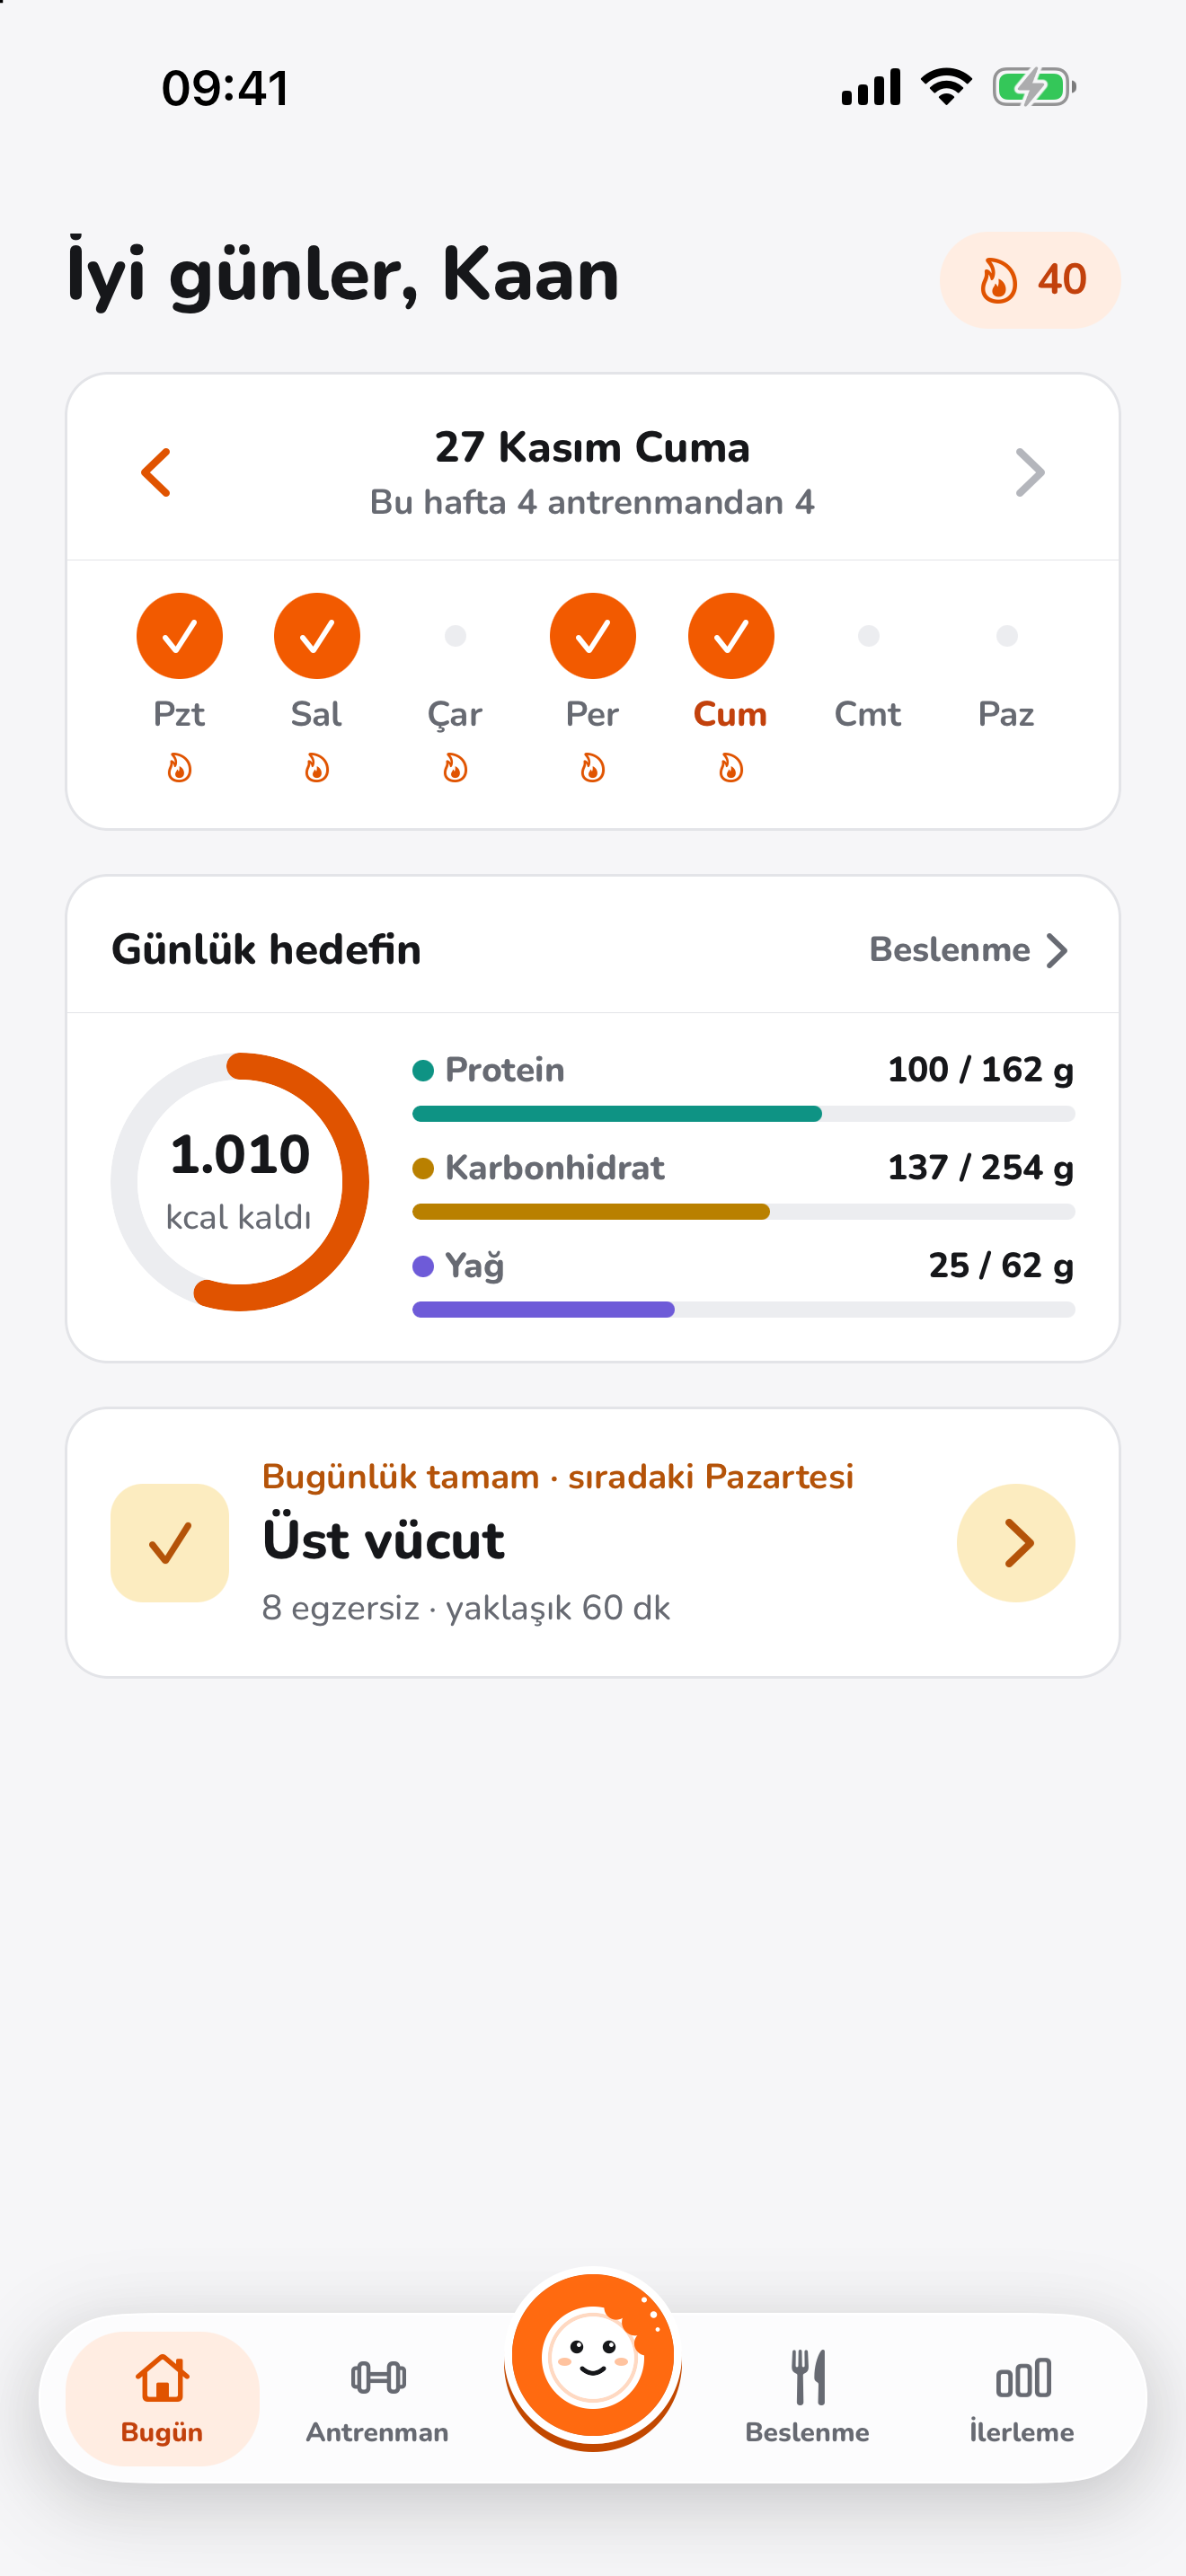 09:41
İyi günler, Kaan
40
27 Kasım Cuma
Bu hafta 4 antrenmandan 4
Pzt Sal Çar Per Cum Cmt Paz
Günlük hedefin
Beslenme
1.010
kcal kaldı
Protein 100 / 162 g
Karbonhidrat 137 / 254 g
Yağ 25 / 62 g
Bugünlük tamam · sıradaki Pazartesi
Üst vücut
8 egzersiz · yaklaşık 60 dk
Bugün Antrenman Beslenme İlerleme